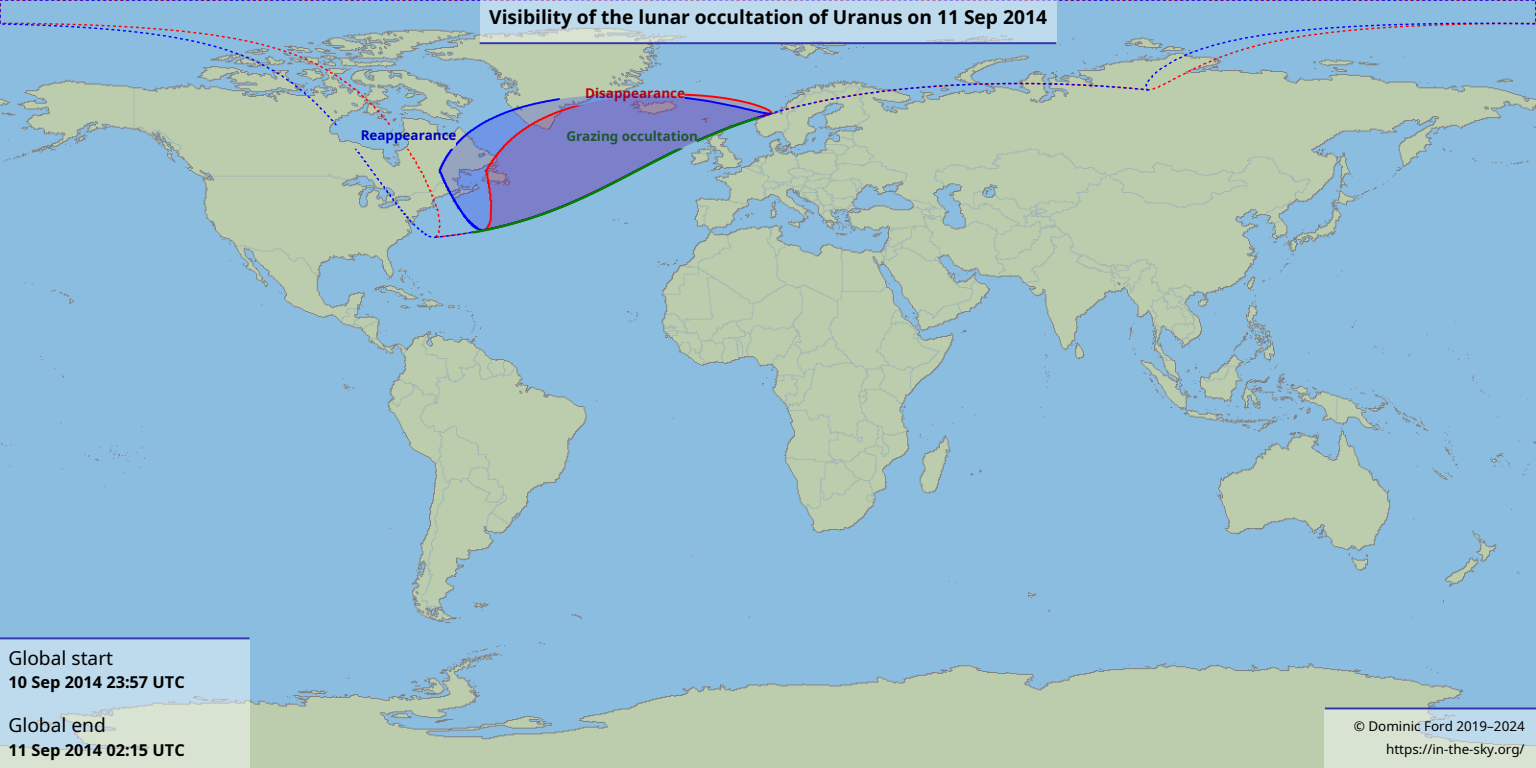 Visibility of the lunar occultation of Uranus on 11 Sep 2014
Disappearance
Reappearance
Grazing occultation
Global start
10 Sep 2014 23:57 UTC
Global end
11 Sep 2014 02:15 UTC
© Dominic Ford 2019–2024
https://in-the-sky.org/